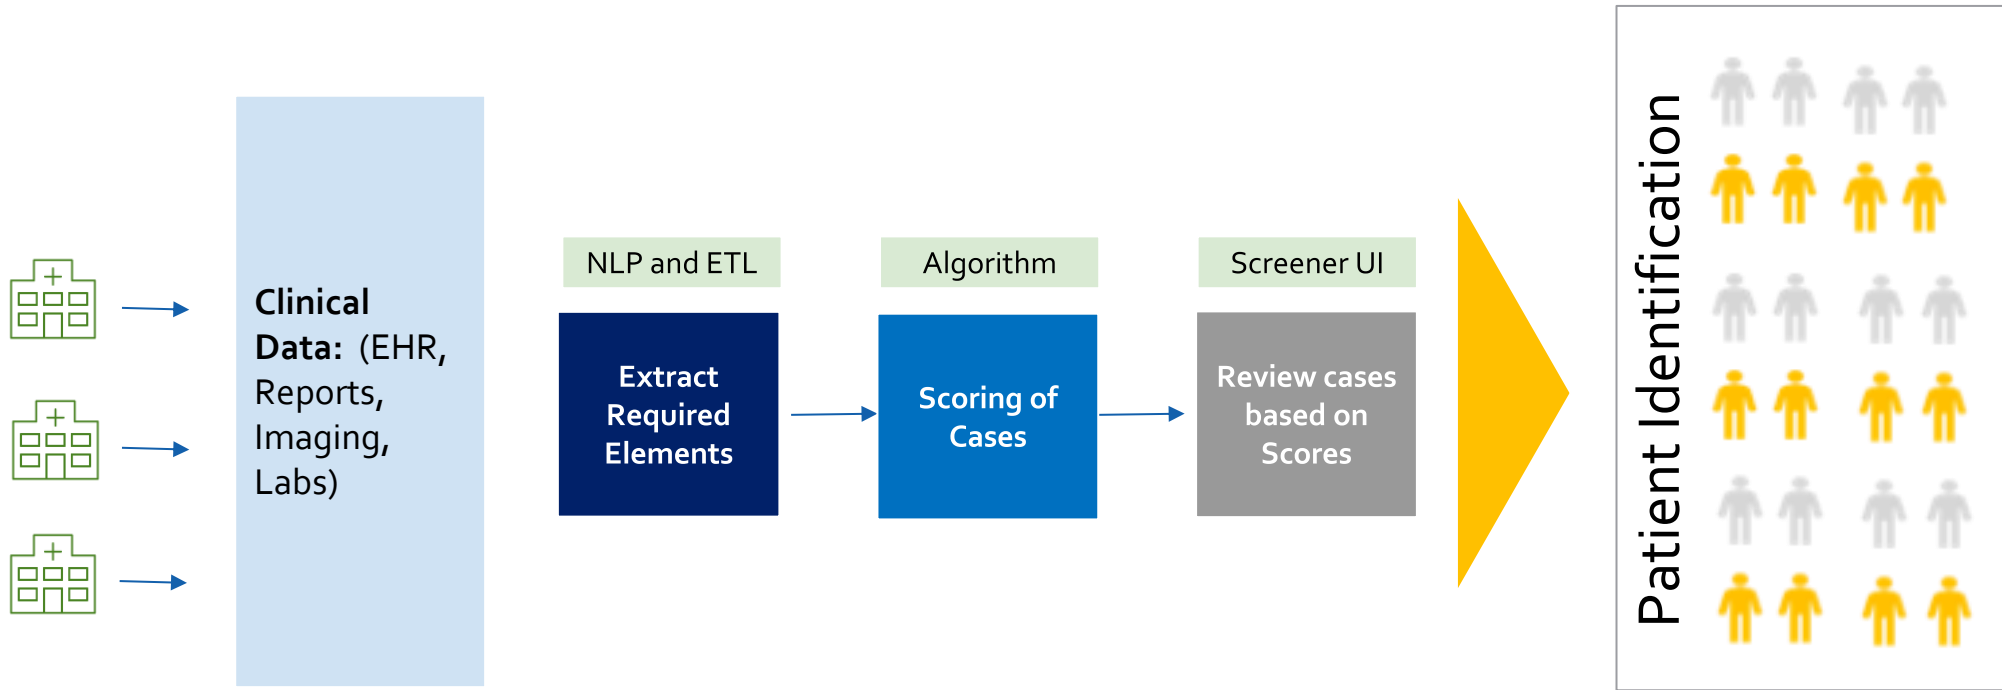 Clinical
Data: (EHR,
Reports,
Imaging,
Labs)
NLP and ETL
Extract
Required
Elements
Algorithm
Scoring of
Cases
Screener UI
Review cases
based on
Scores
Patient Identification